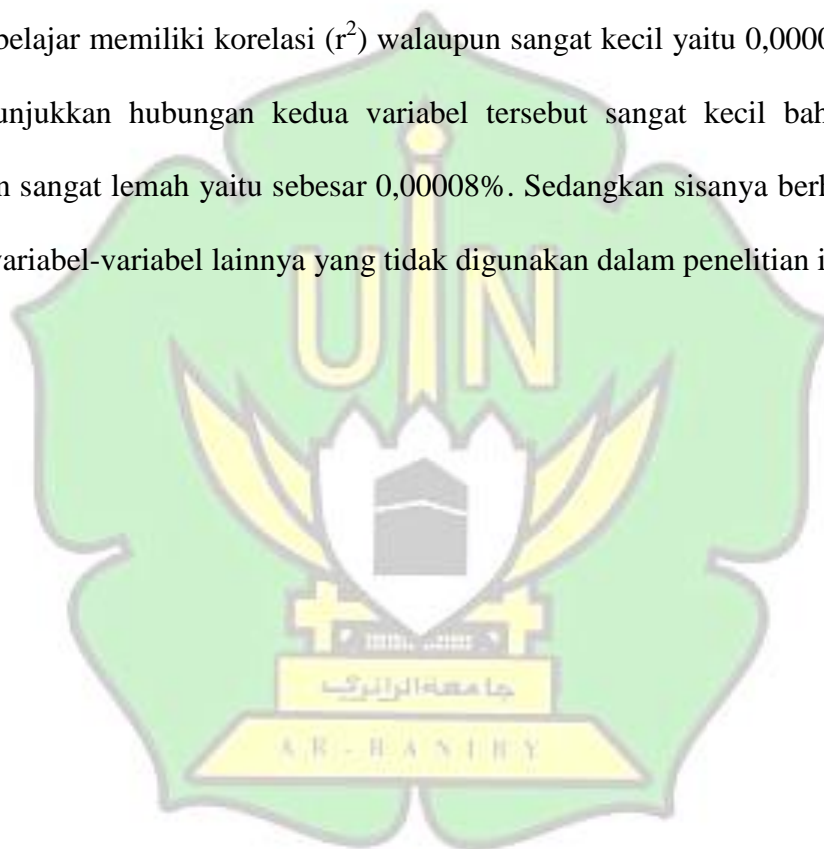 belajar memiliki korelasi (r²) walaupun sangat kecil yaitu 0,0000
unjukkan hubungan kedua variabel tersebut sangat kecil bah
n sangat lemah yaitu sebesar 0,00008%. Sedangkan sisanya berh
variabel-variabel lainnya yang tidak digunakan dalam penelitian i
UIN
جامعة الرانري
AR-RANIRY